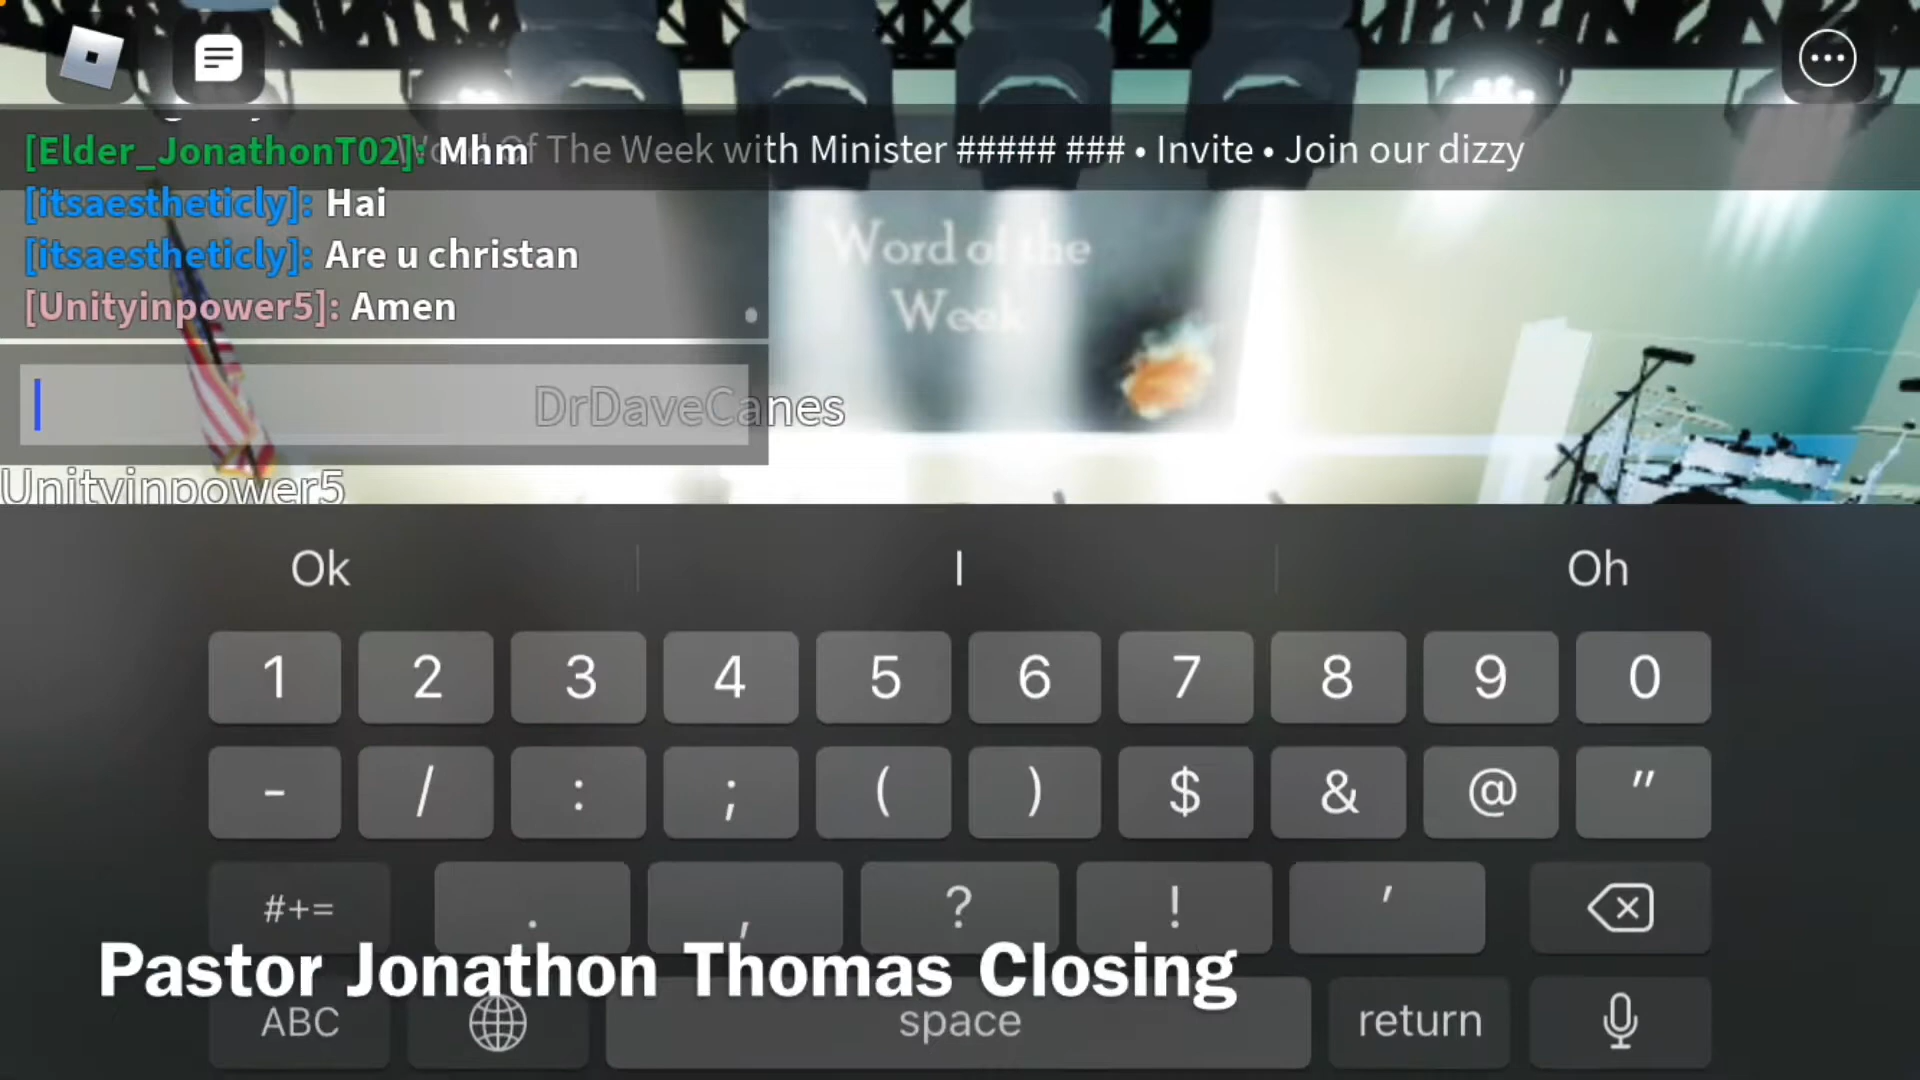 [Elder_JonathonT02]: Mhm
Word Of The Week with Minister ##### ### • Invite • Join our dizzy
[itsaestheticly]: Hai
[itsaestheticly]: Are u christan
[Unityinpower5]: Amen
Word of the
Week
DrDaveCanes
Unityinpower5
Ok I Oh
1 2 3 4 5 6 7 8 9 0
- / : ; ( ) $ & @ "
#+= . , ? ! '
Pastor Jonathon Thomas Closing
ABC space return